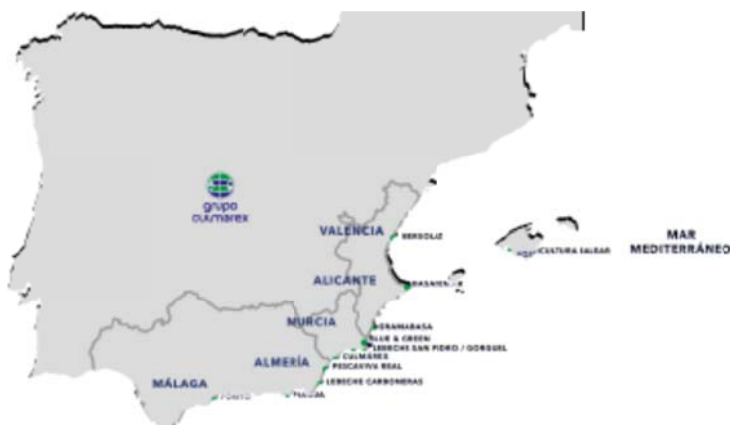 grupo
culmarex
VALENCIA
BERSOLIZ
MAR
MEDITERRÁNEO
ALICANTE
MURCIA
BLUE & GREEN
LEBECHE SAN PIDRO / GORGUEL
CULMAREX
ALMERÍA
PESCAVIVA REAL
MÁLAGA
LEBECHE CARBONERAS